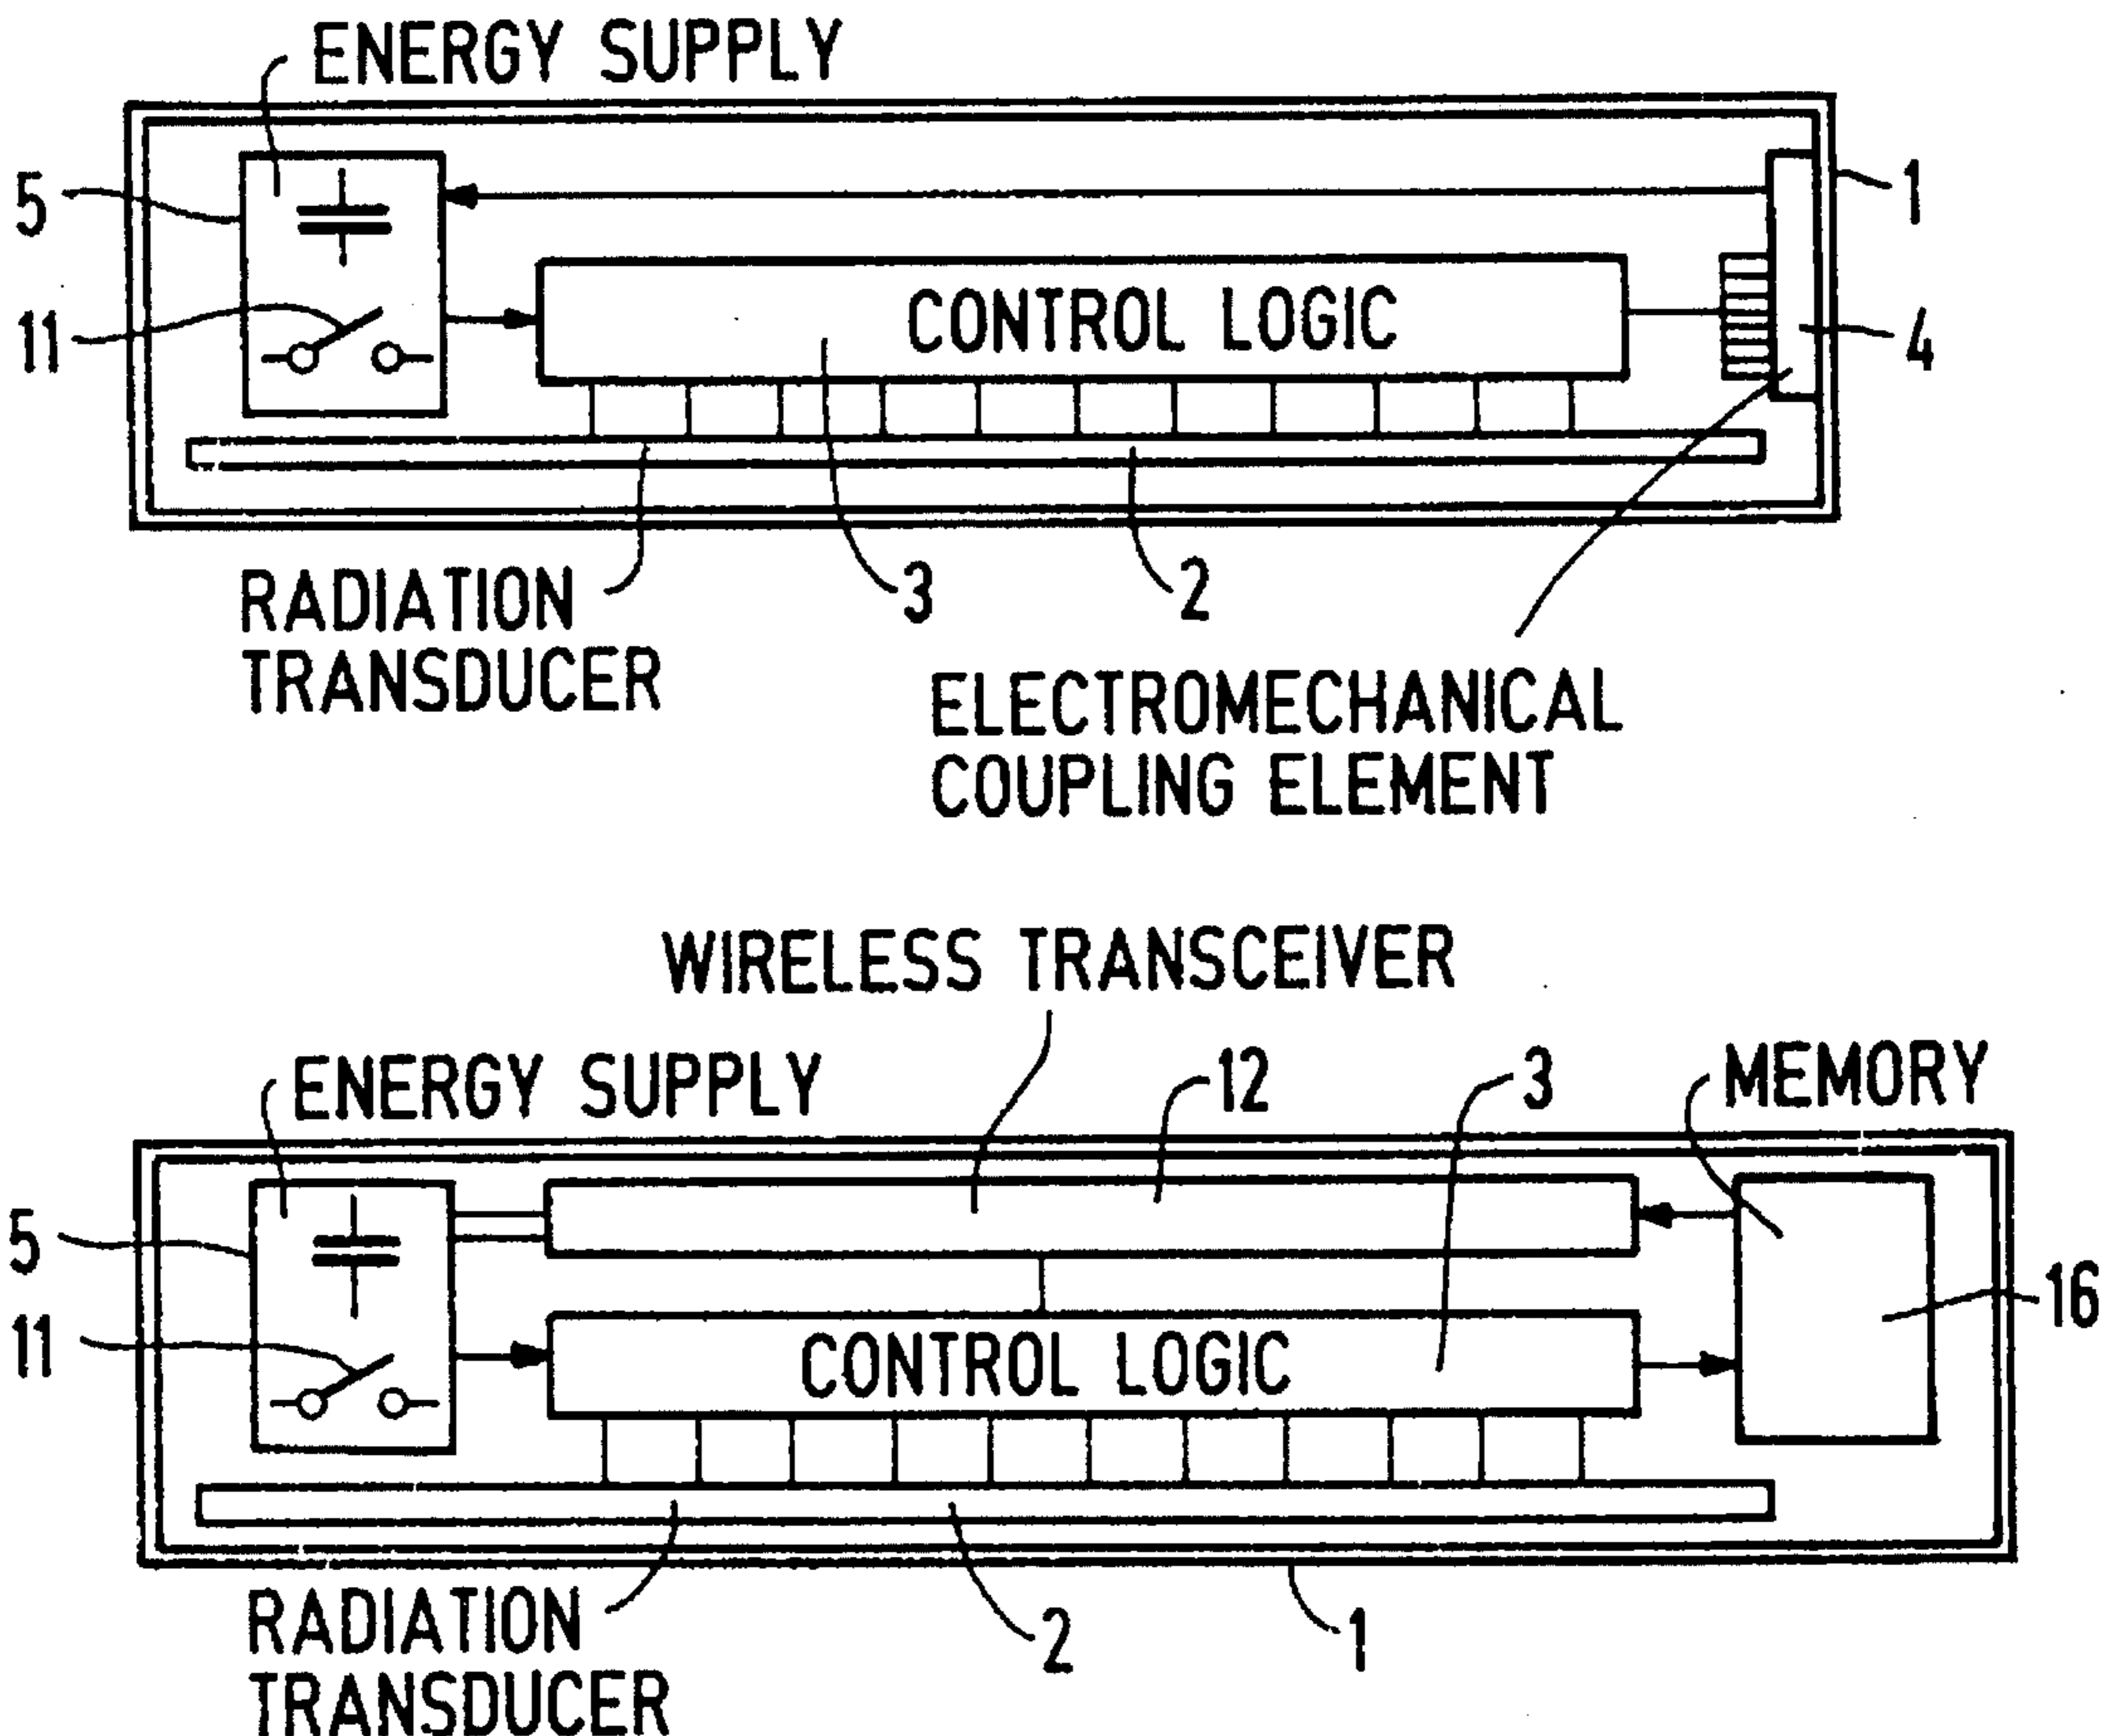 ENERGY SUPPLY
5
1
11
CONTROL LOGIC
4
RADIATION
TRANSDUCER
3
2
ELECTROMECHANICAL
COUPLING ELEMENT
WIRELESS TRANSCEIVER
ENERGY SUPPLY
12
3
MEMORY
5
16
11
CONTROL LOGIC
RADIATION
TRANSDUCER
2
1